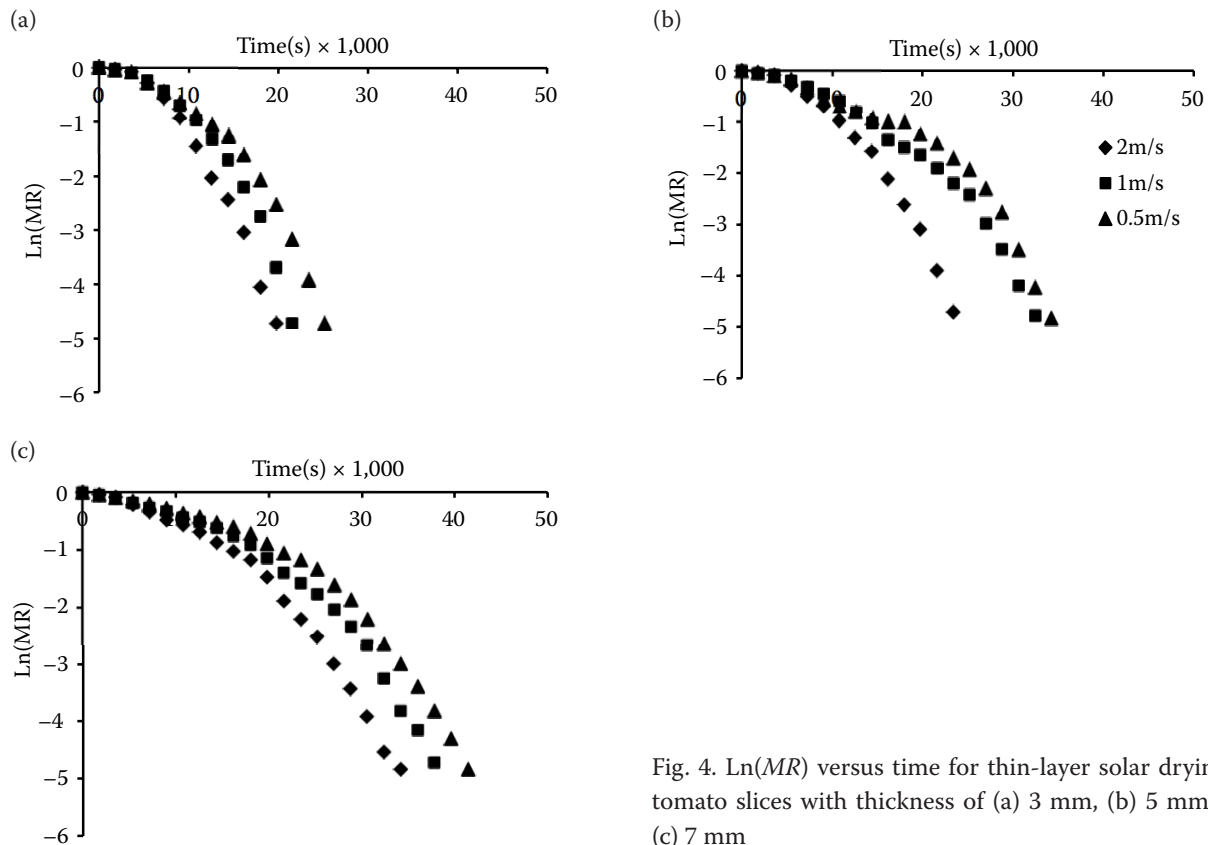 (a)
Time(s) × 1,000
0
0 10 20 30 40 50
−1
−2
−3
−4
−5
−6
Ln(MR)
(b)
Time(s) × 1,000
0
0 10 20 30 40 50
−1
−2
−3
−4
−5
−6
Ln(MR)
2m/s
1m/s
0.5m/s
(c)
Time(s) × 1,000
0
0 10 20 30 40 50
−1
−2
−3
−4
−5
−6
Ln(MR)
Fig. 4. Ln(MR) versus time for thin-layer solar dryin
tomato slices with thickness of (a) 3 mm, (b) 5 mm
(c) 7 mm